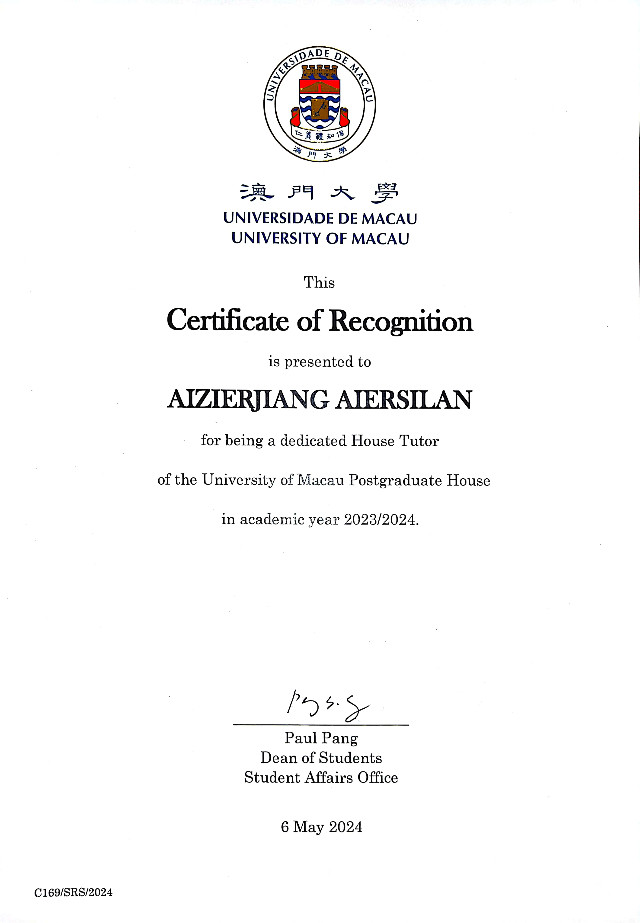 UNIVERSIDADE DE MACAU
仁義禮知信
澳門大學
澳門大學
UNIVERSIDADE DE MACAU
UNIVERSITY OF MACAU
This
Certificate of Recognition
is presented to
AIZIERJIANG AIERSILAN
for being a dedicated House Tutor
of the University of Macau Postgraduate House
in academic year 2023/2024.
Paul Pang
Dean of Students
Student Affairs Office
6 May 2024
C169/SRS/2024